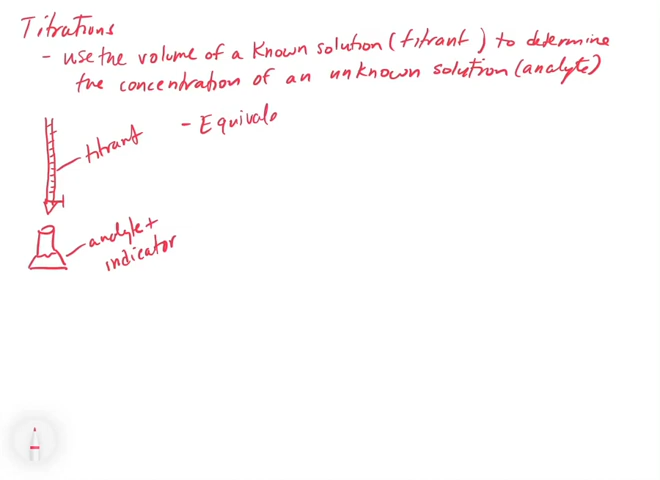 Titrations
- use the volume of a known solution (titrant) to determine
the concentration of an unknown solution (analyte)
titrant
- Equivale
analyte +
indicator